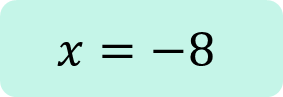 x = −8